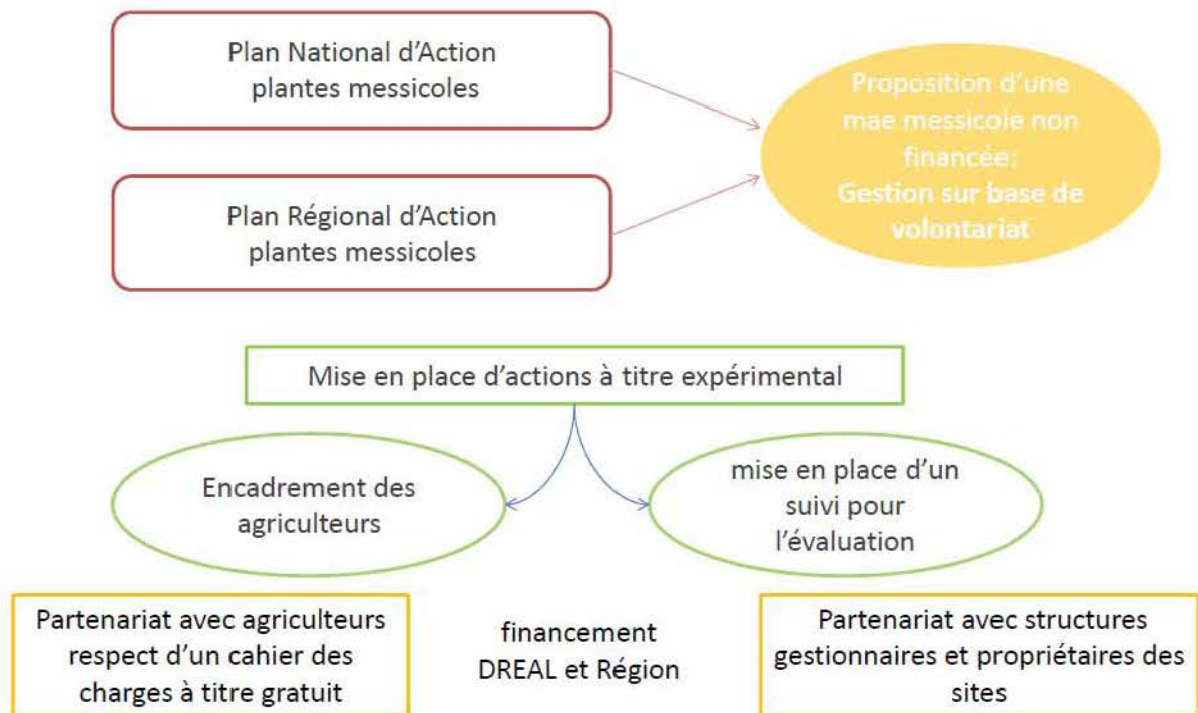 Plan National d'Action
plantes messicoles
Proposition d'une
mae messicole non
financée:
Gestion sur base de
volontariat
Plan Régional d'Action
plantes messicoles
Mise en place d'actions à titre expérimental
Encadrement des
agriculteurs
mise en place d'un
suivi pour
l'évaluation
Partenariat avec agriculteurs
respect d'un cahier des
charges à titre gratuit
financement
DREAL et Région
Partenariat avec structures
gestionnaires et propriétaires des
sites